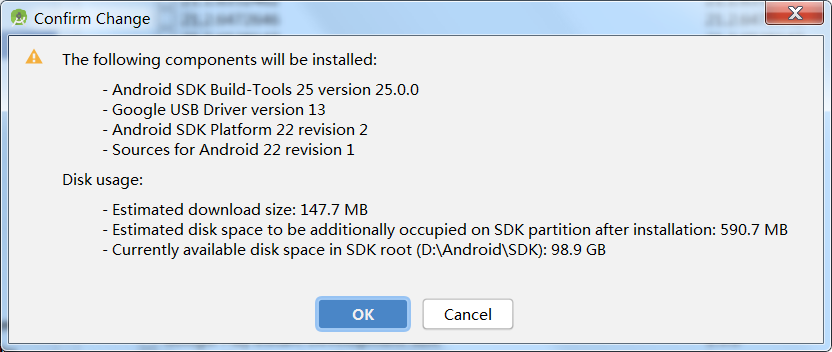 Confirm Change
The following components will be installed:
- Android SDK Build-Tools 25 version 25.0.0
- Google USB Driver version 13
- Android SDK Platform 22 revision 2
- Sources for Android 22 revision 1
Disk usage:
- Estimated download size: 147.7 MB
- Estimated disk space to be additionally occupied on SDK partition after installation: 590.7 MB
- Currently available disk space in SDK root (D:\Android\SDK): 98.9 GB
OK
Cancel